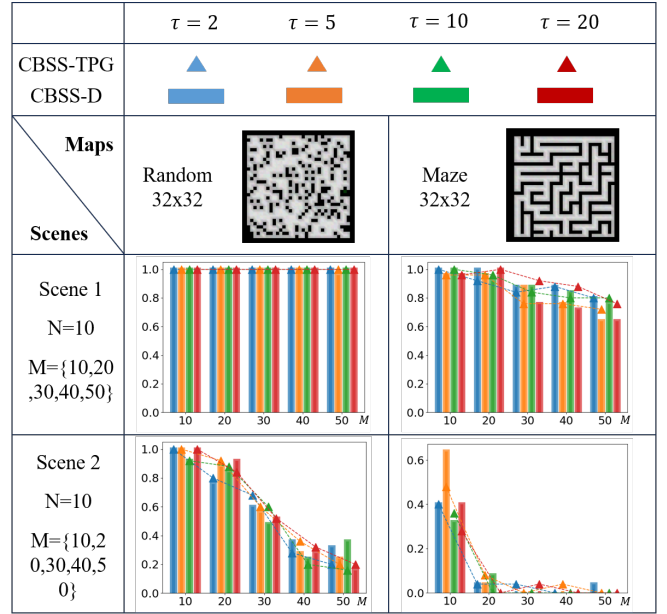 τ = 2 τ = 5 τ = 10 τ = 20
CBSS-TPG
CBSS-D
Maps
Scenes
Random
32x32
Maze
32x32
Scene 1
N=10
M={10,20
,30,40,50}
1.0
0.8
0.6
0.4
0.2
0.0
10 20 30 40 50 M
1.0
0.8
0.6
0.4
0.2
0.0
10 20 30 40 50 M
Scene 2
N=10
M={10,2
0,30,40,5
0}
1.0
0.8
0.6
0.4
0.2
0.0
10 20 30 40 50 M
0.6
0.4
0.2
0.0
10 20 30 40 50 M